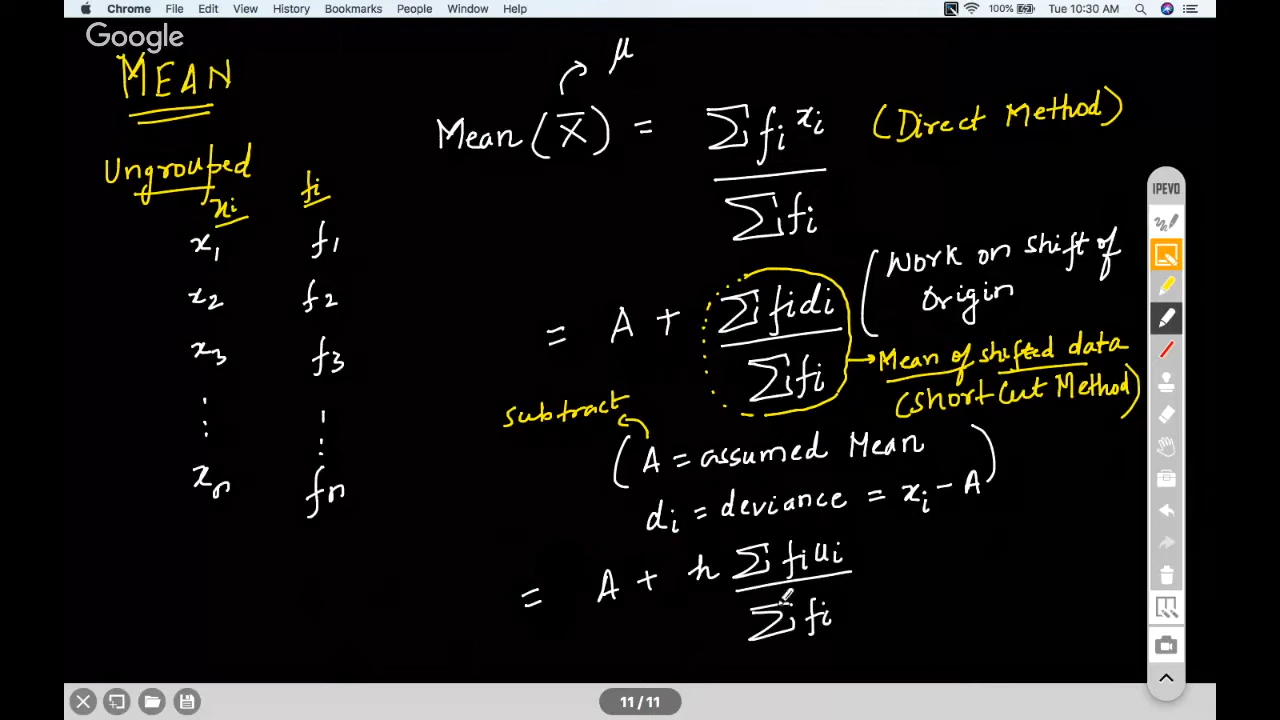 Chrome File Edit View History Bookmarks People Window Help 100% Tue 10:30 AM
Google
MEAN
μ
Mean (X̄) = Σfixi / Σfi (Direct Method)
Ungrouped
xi fi
x1 f1
x2 f2
x3 f3
⋮ ⋮
xn fn
= A + Σfidi / Σfi (Work on shift of
Origin
→ Mean of shifted data
(Short Cut Method)
subtract
(A = assumed Mean
di = deviance = xi - A)
= A + h Σfiui / Σfi
IPEVO
11 / 11